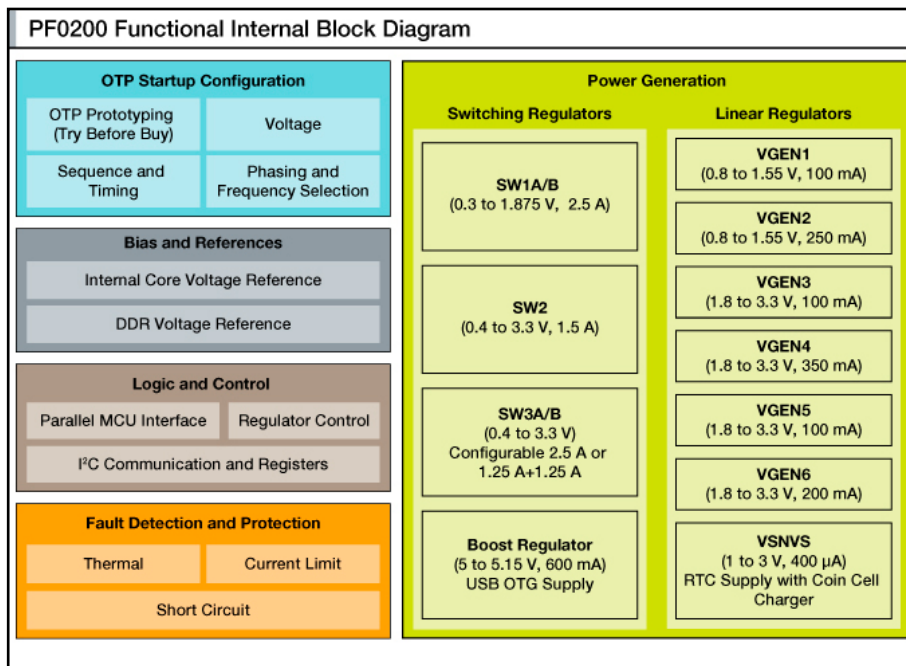 PF0200 Functional Internal Block Diagram
OTP Startup Configuration
OTP Prototyping
(Try Before Buy)
Voltage
Sequence and
Timing
Phasing and
Frequency Selection
Bias and References
Internal Core Voltage Reference
DDR Voltage Reference
Logic and Control
Parallel MCU Interface
Regulator Control
I²C Communication and Registers
Fault Detection and Protection
Thermal
Current Limit
Short Circuit
Power Generation
Switching Regulators
SW1A/B
(0.3 to 1.875 V, 2.5 A)
SW2
(0.4 to 3.3 V, 1.5 A)
SW3A/B
(0.4 to 3.3 V)
Configurable 2.5 A or
1.25 A+1.25 A
Boost Regulator
(5 to 5.15 V, 600 mA)
USB OTG Supply
Linear Regulators
VGEN1
(0.8 to 1.55 V, 100 mA)
VGEN2
(0.8 to 1.55 V, 250 mA)
VGEN3
(1.8 to 3.3 V, 100 mA)
VGEN4
(1.8 to 3.3 V, 350 mA)
VGEN5
(1.8 to 3.3 V, 100 mA)
VGEN6
(1.8 to 3.3 V, 200 mA)
VSNVS
(1 to 3 V, 400 µA)
RTC Supply with Coin Cell
Charger